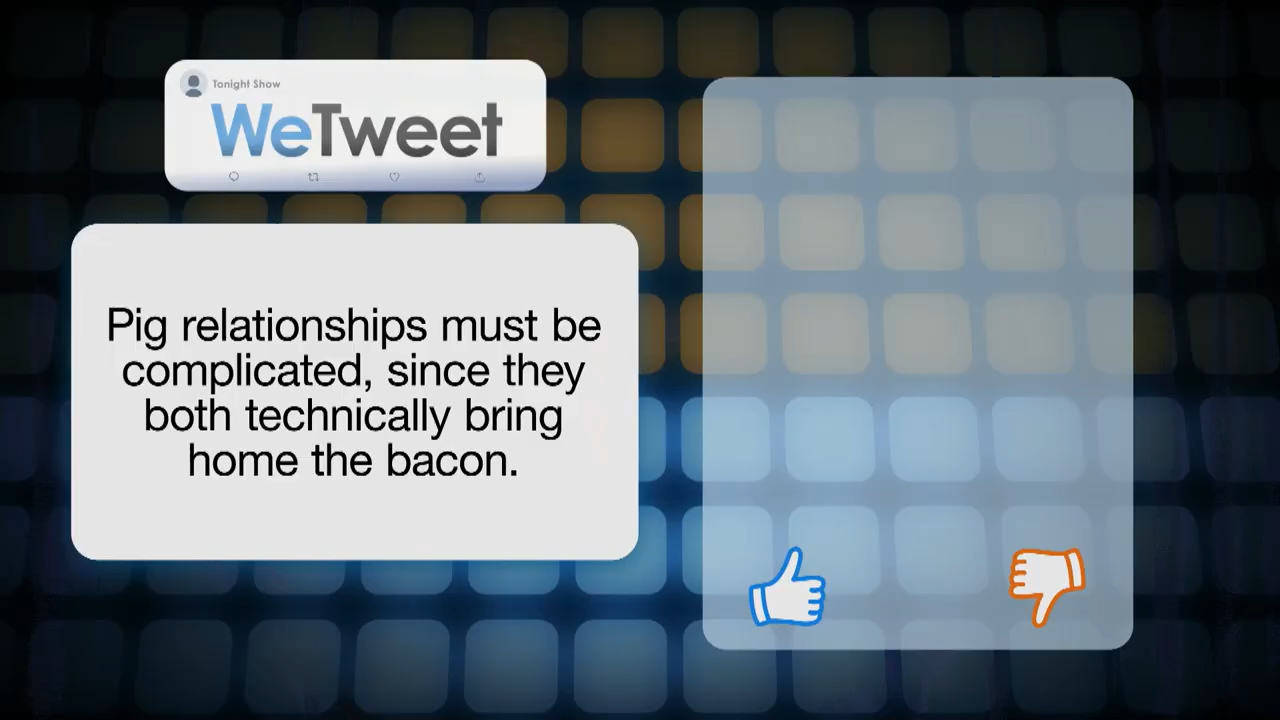 Tonight Show
WeTweet
Pig relationships must be
complicated, since they
both technically bring
home the bacon.